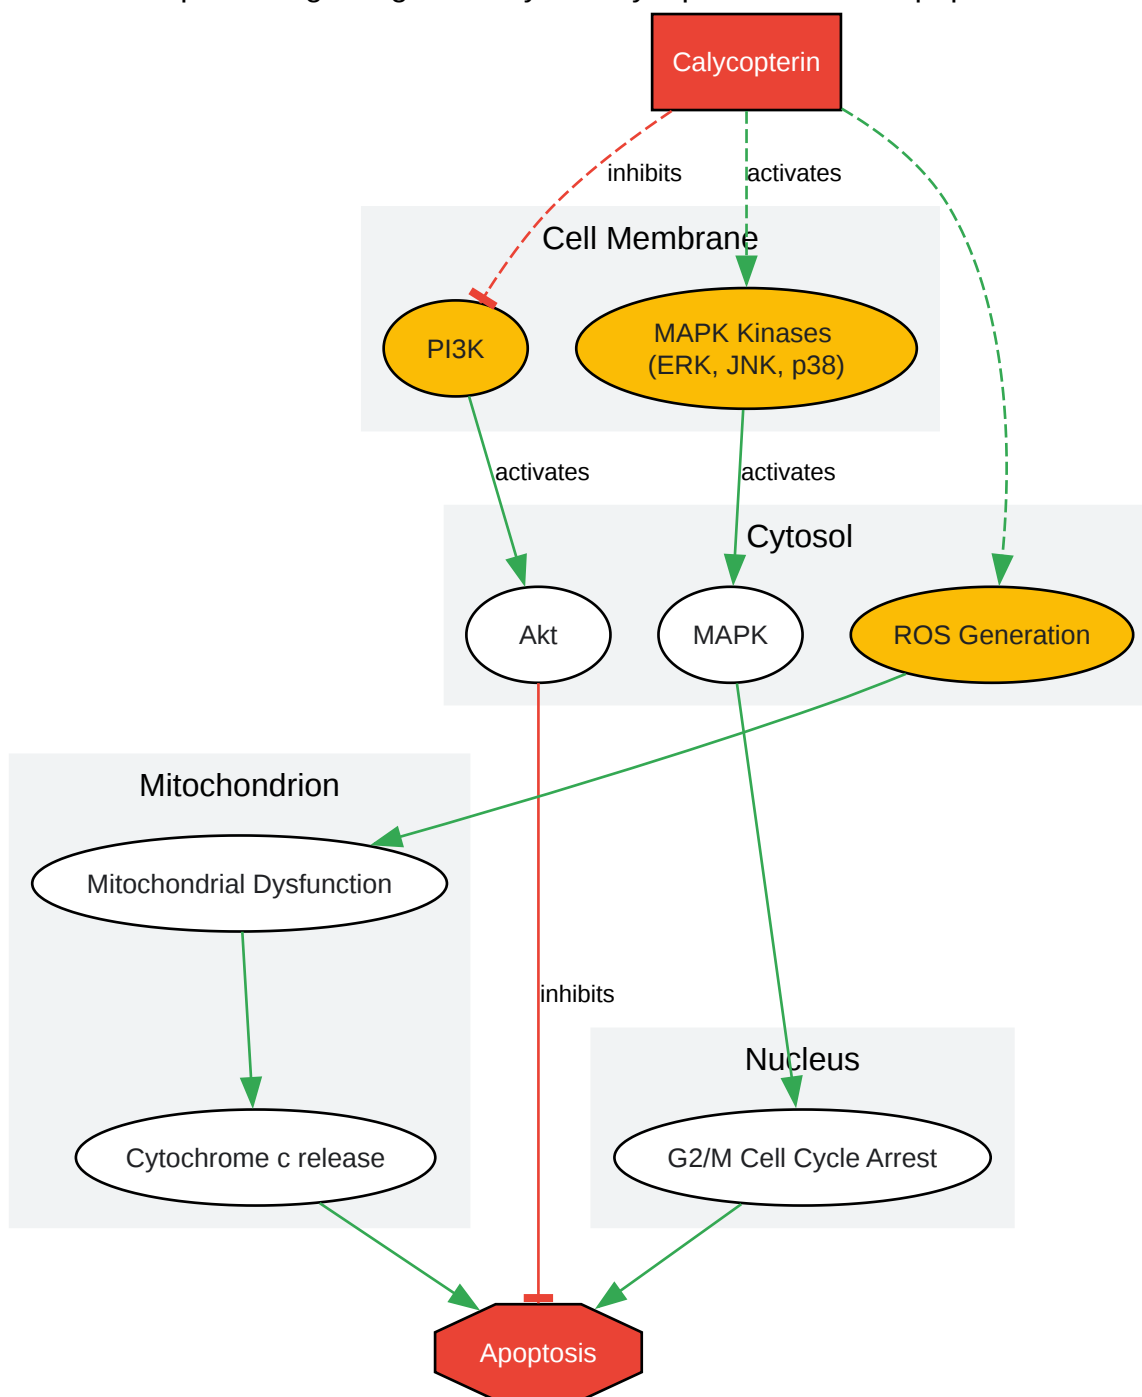 Calycopterin
inhibits
activates
Cell Membrane
PI3K
MAPK Kinases
(ERK, JNK, p38)
activates
activates
Cytosol
Akt
MAPK
ROS Generation
Mitochondrion
Mitochondrial Dysfunction
inhibits
Nucleus
Cytochrome c release
G2/M Cell Cycle Arrest
Apoptosis